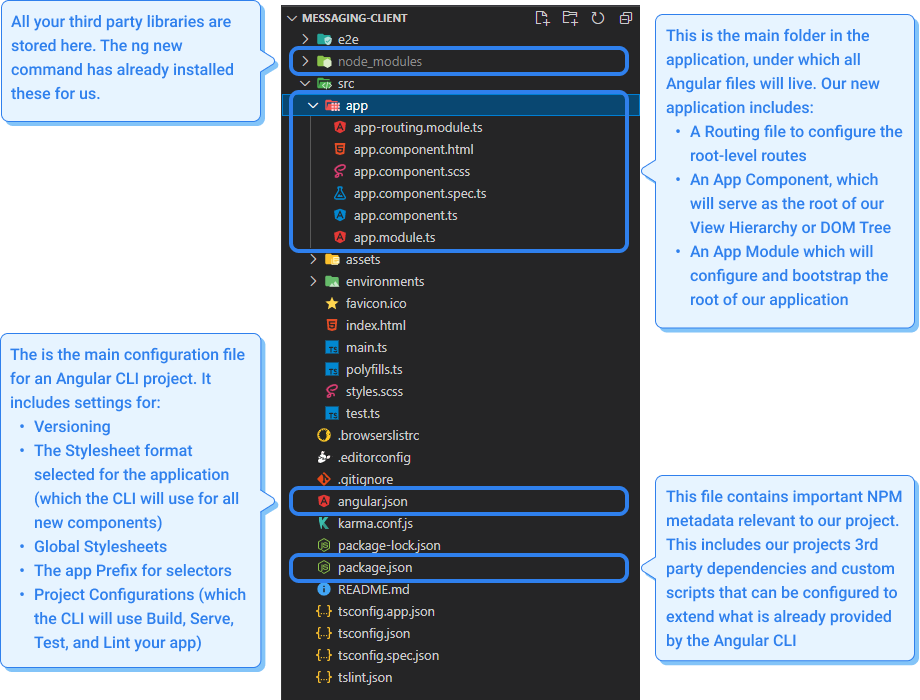 All your third party libraries are
stored here. The ng new
command has already installed
these for us.
The is the main configuration file
for an Angular CLI project. It
includes settings for:
• Versioning
• The Stylesheet format
selected for the application
(which the CLI will use for all
new components)
• Global Stylesheets
• The app Prefix for selectors
• Project Configurations (which
the CLI will use Build, Serve,
Test, and Lint your app)
MESSAGING-CLIENT
e2e
node_modules
src
app
app-routing.module.ts
app.component.html
app.component.scss
app.component.spec.ts
app.component.ts
app.module.ts
assets
environments
favicon.ico
index.html
main.ts
polyfills.ts
styles.scss
test.ts
.browserslistrc
.editorconfig
.gitignore
angular.json
karma.conf.js
package-lock.json
package.json
README.md
{..} tsconfig.app.json
{..} tsconfig.json
{..} tsconfig.spec.json
{..} tslint.json
This is the main folder in the
application, under which all
Angular files will live. Our new
application includes:
• A Routing file to configure the
root-level routes
• An App Component, which
will serve as the root of our
View Hierarchy or DOM Tree
• An App Module which will
configure and bootstrap the
root of our application
This file contains important NPM
metadata relevant to our project.
This includes our projects 3rd
party dependencies and custom
scripts that can be configured to
extend what is already provided
by the Angular CLI